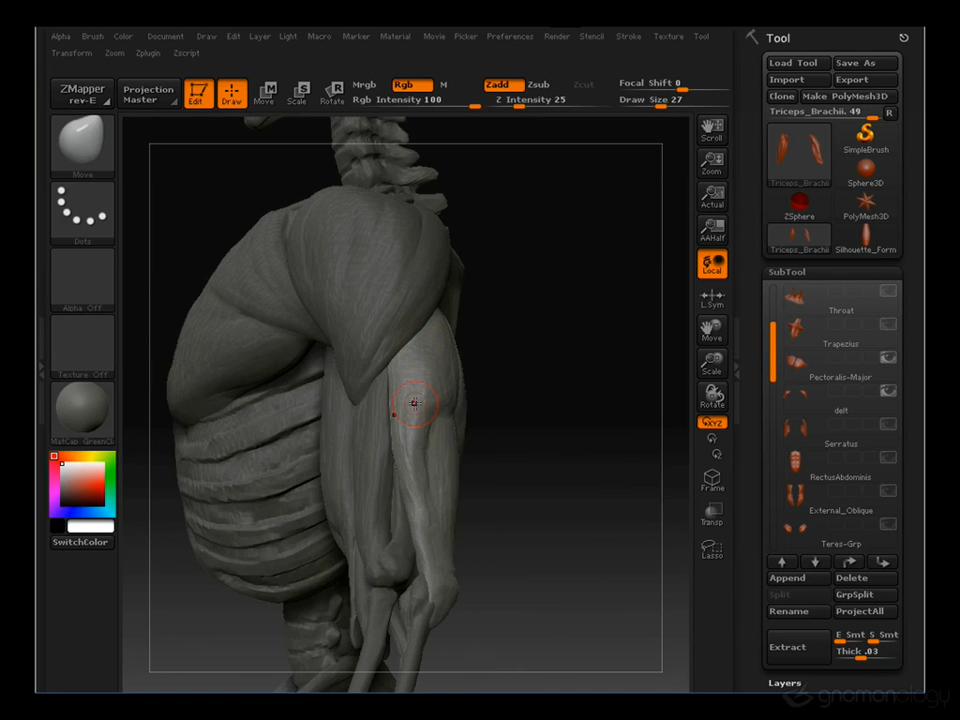 Alpha Brush Color Document Draw Edit Layer Light Macro Marker Material Movie Picker Preferences Render Stencil Stroke Texture Tool
Transform Zoom Zplugin Zscript
ZMapper
rev-E
Projection
Master
Edit
Draw
Move
Scale
Rotate
Mrgb Rgb M
Rgb Intensity 100
Zadd Zsub Zcut
Z Intensity 25
Focal Shift 0
Draw Size 27
Move
Dots
Alpha Off
Texture Off
MatCap GreenCl
SwitchColor
Scroll
Zoom
Actual
AAHalf
Local
L.Sym
Move
Scale
Rotate
XYZ
Frame
Transp
Lasso
Tool
Load Tool Save As
Import Export
Clone Make PolyMesh3D
Triceps_Brachii. 49 R
Triceps_Brachii
SimpleBrush
Sphere3D
ZSphere
PolyMesh3D
Triceps_Brachii
Silhouette_Form
SubTool
Throat
Trapezius
Pectoralis-Major
delt
Serratus
RectusAbdominis
External_Oblique
Teres-Grp
Append Delete
Split GrpSplit
Rename ProjectAll
Extract
E Smt S Smt
Thick .03
Layers
gnomonology